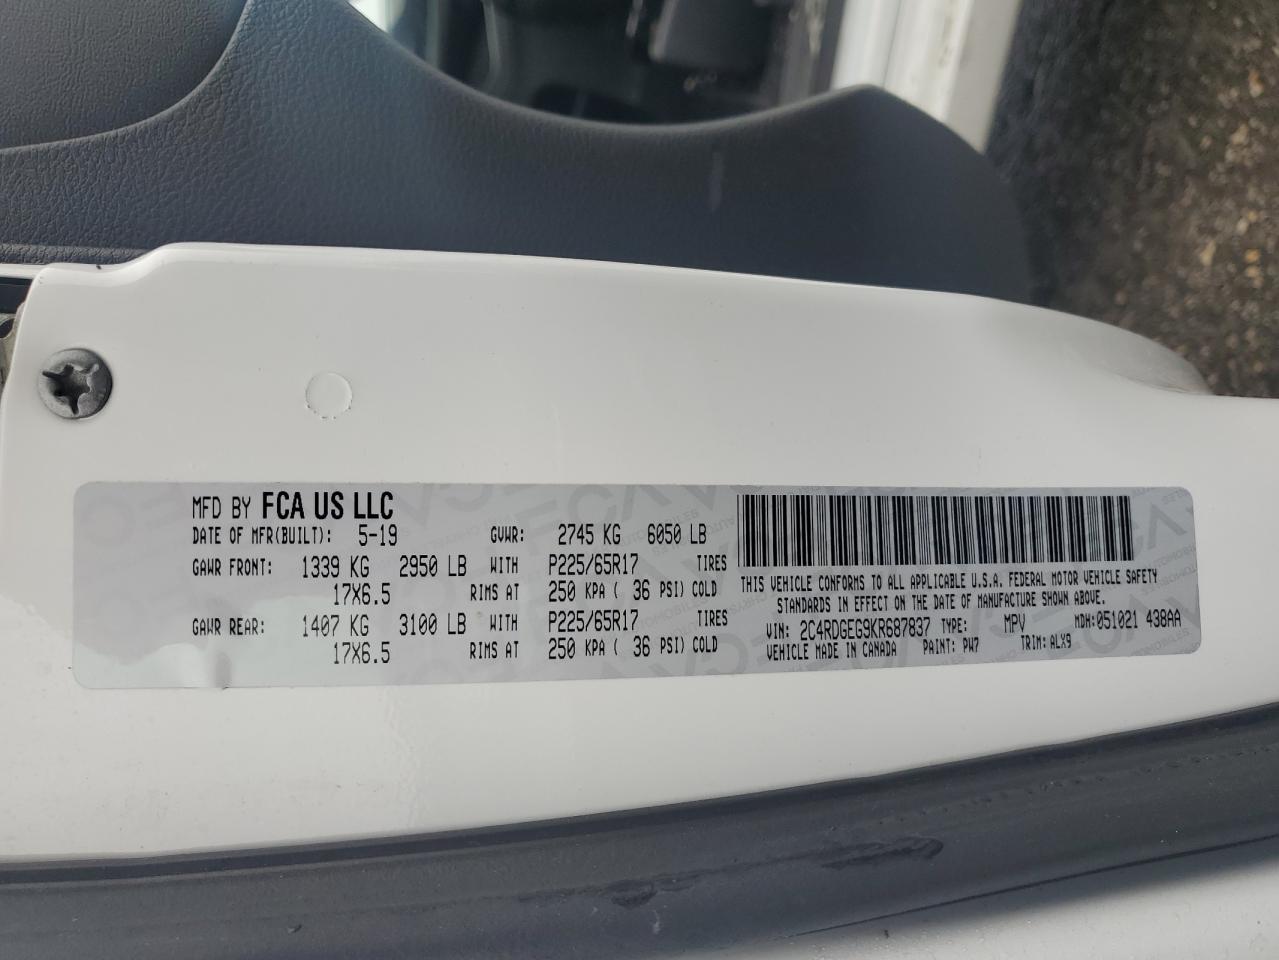 MFD BY FCA US LLC
DATE OF MFR(BUILT): 5-19 GVWR: 2745 KG 6050 LB
GAWR FRONT: 1339 KG 2950 LB WITH P225/65R17 TIRES
17X6.5 RIMS AT 250 KPA ( 36 PSI) COLD
GAWR REAR: 1407 KG 3100 LB WITH P225/65R17 TIRES
17X6.5 RIMS AT 250 KPA ( 36 PSI) COLD
THIS VEHICLE CONFORMS TO ALL APPLICABLE U.S.A. FEDERAL MOTOR VEHICLE SAFETY
STANDARDS IN EFFECT ON THE DATE OF MANUFACTURE SHOWN ABOVE.
VIN: 2C4RDGEG9KR687837 TYPE: MPV MDH:051021 438AA
VEHICLE MADE IN CANADA PAINT: PW7 TRIM: ALX9